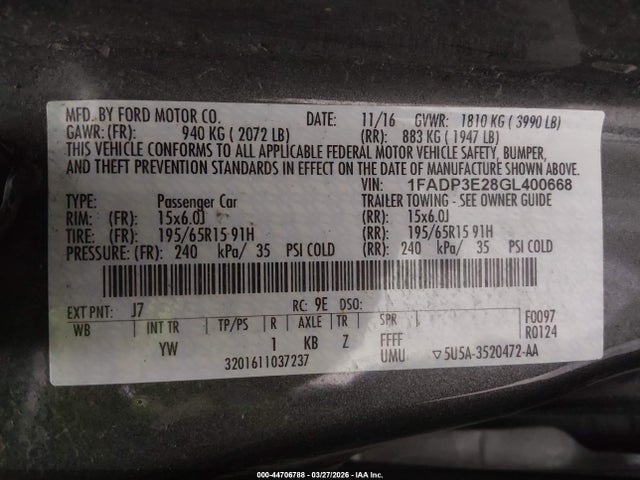 MFD. BY FORD MOTOR CO. DATE: 11/16 GVWR: 1810 KG ( 3990 LB)
GAWR: (FR): 940 KG ( 2072 LB) (RR): 883 KG ( 1947 LB)
THIS VEHICLE CONFORMS TO ALL APPLICABLE FEDERAL MOTOR VEHICLE SAFETY, BUMPER,
AND THEFT PREVENTION STANDARDS IN EFFECT ON THE DATE OF MANUFACTURE SHOWN ABOVE.
VIN: 1FADP3E28GL400668
TYPE: Passenger Car TRAILER TOWING - SEE OWNER GUIDE
RIM: (FR): 15x6.0J (RR): 15x6.0J
TIRE: (FR): 195/65R15 91H (RR): 195/65R15 91H
PRESSURE: (FR): 240 kPa/ 35 PSI COLD (RR): 240 kPa/ 35 PSI COLD
EXT PNT: J7 RC: 9E DSO: F0097
WB INT TR TP/PS R AXLE TR SPR R0124
YW 1 KB Z FFFF
3201611037237 UMU ▽5U5A-3520472-AA
000-44706788 - 03/27/2026 - IAA Inc.